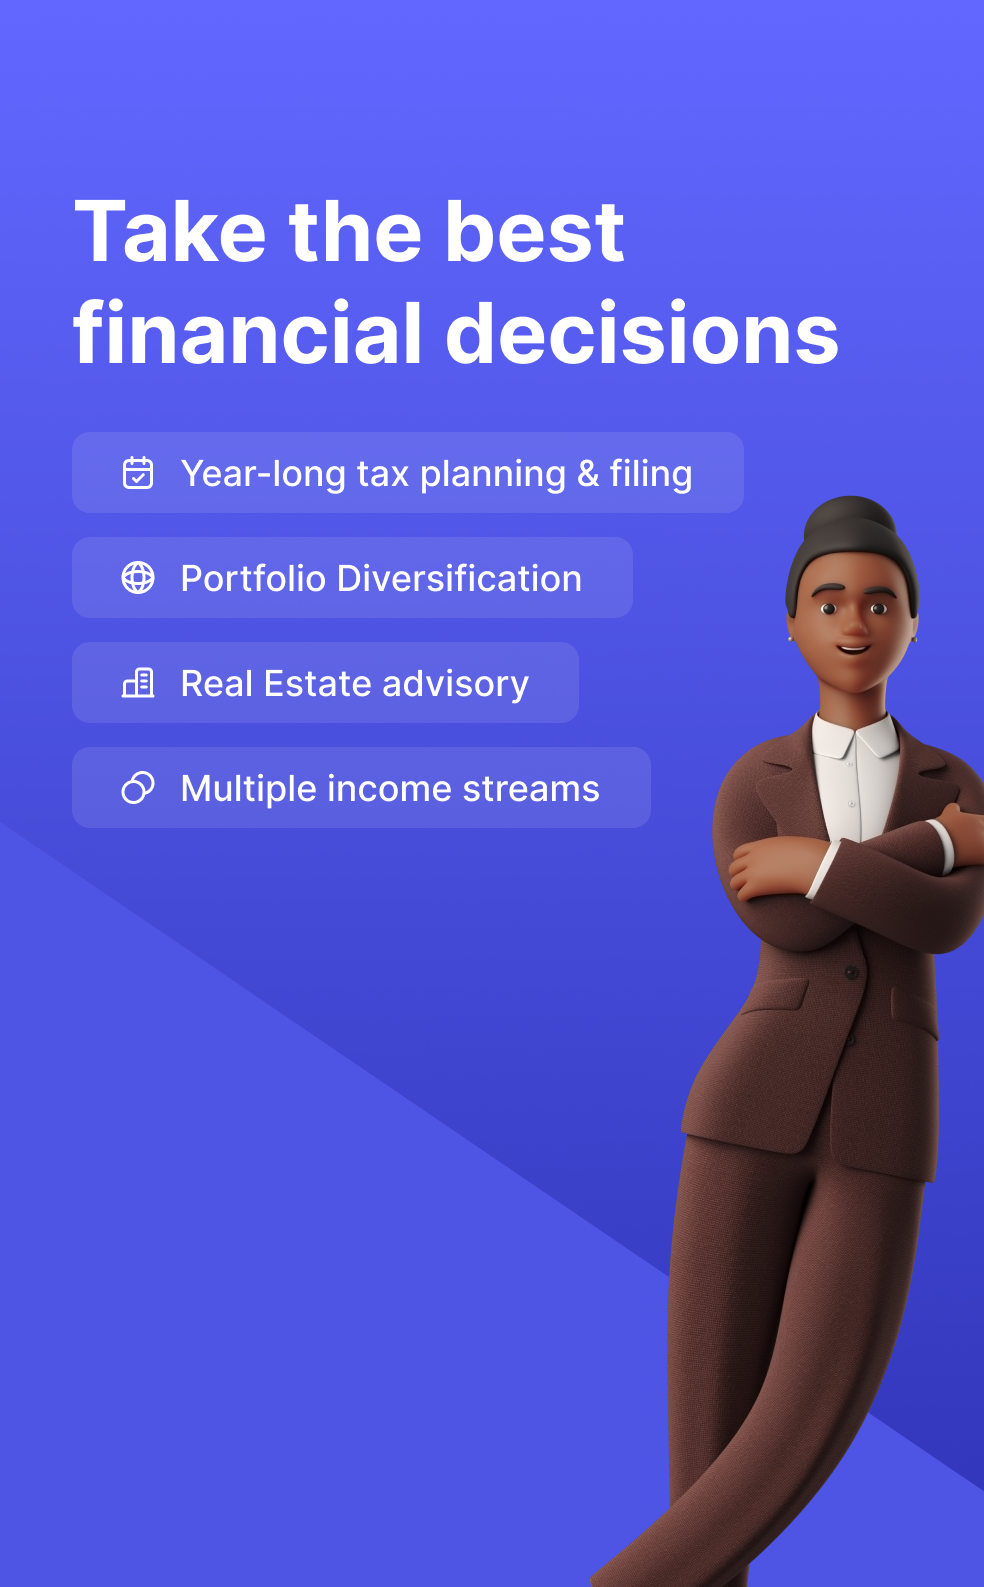 Take the best
financial decisions
Year-long tax planning & filing
Portfolio Diversification
Real Estate advisory
Multiple income streams